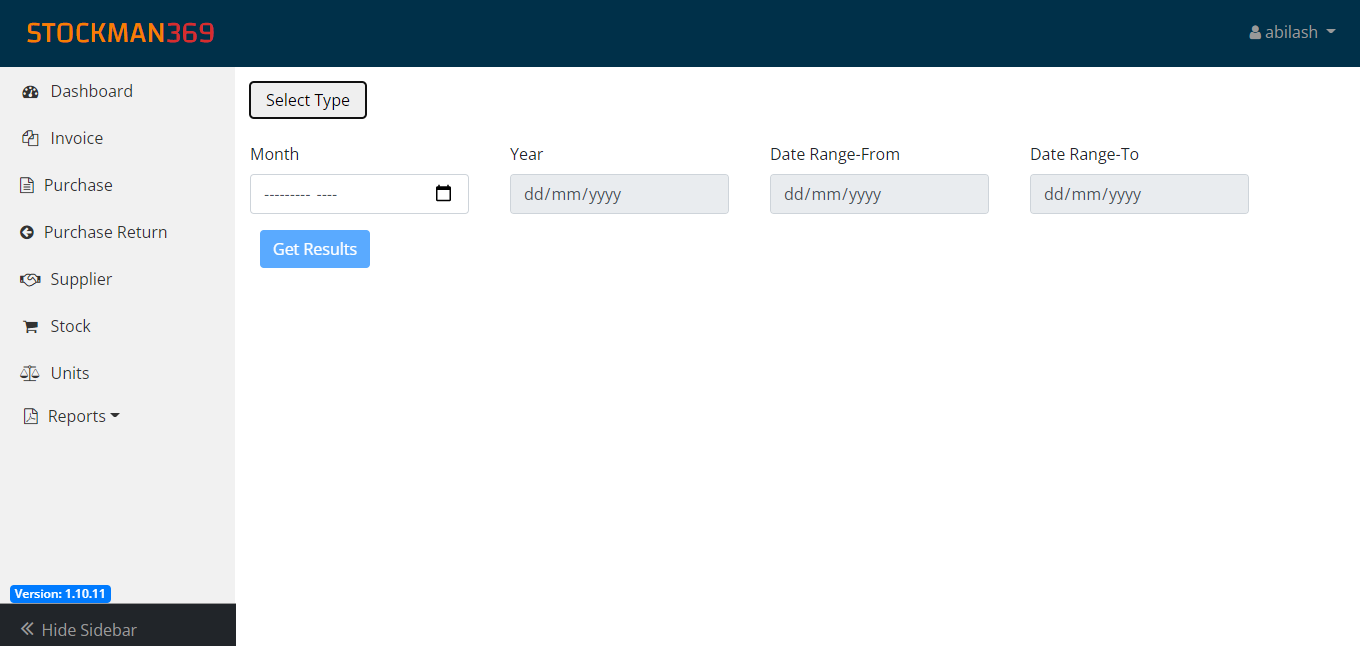 STOCKMAN369
abilash
Dashboard
Invoice
Purchase
Purchase Return
Supplier
Stock
Units
Reports
Version: 1.10.11
Hide Sidebar
Select Type
Month Year Date Range-From Date Range-To
--------- ---- dd/mm/yyyy dd/mm/yyyy dd/mm/yyyy
Get Results